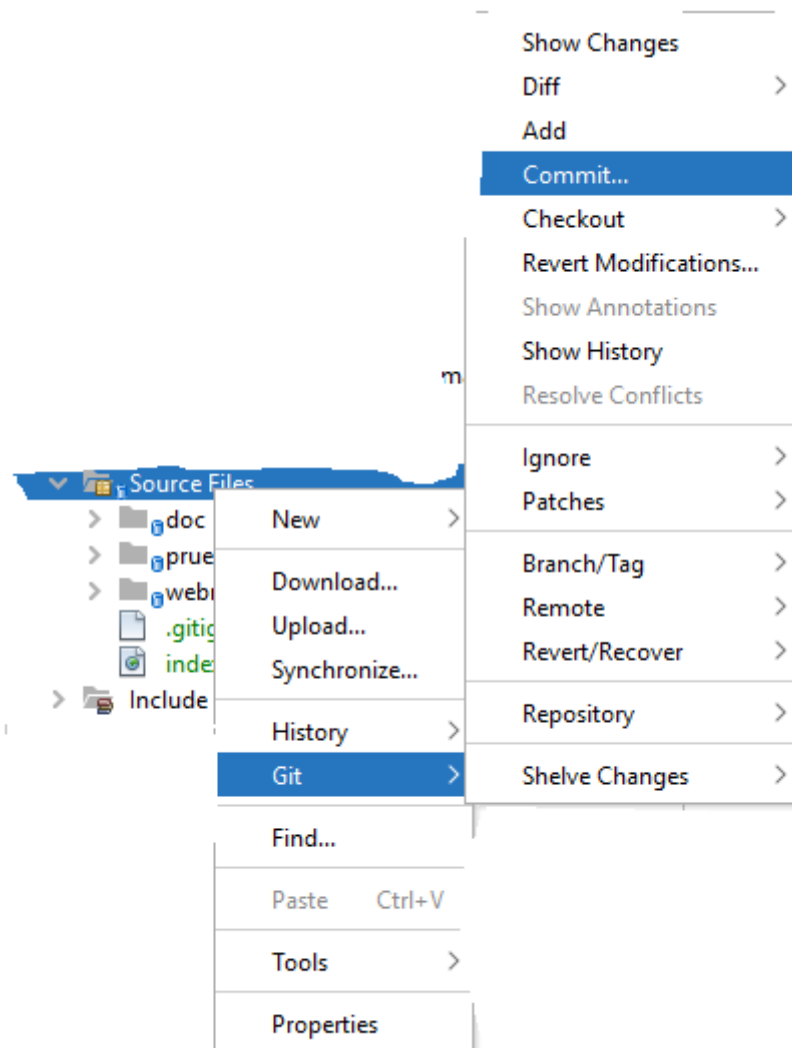 Show Changes
Diff
Add
Commit...
Checkout
Revert Modifications...
Show Annotations
Show History
Resolve Conflicts
Ignore
Patches
Branch/Tag
Remote
Revert/Recover
Repository
Shelve Changes
Source Files
doc
Include
New
Download...
Upload...
Synchronize...
History
Git
Find...
Paste Ctrl+V
Tools
Properties